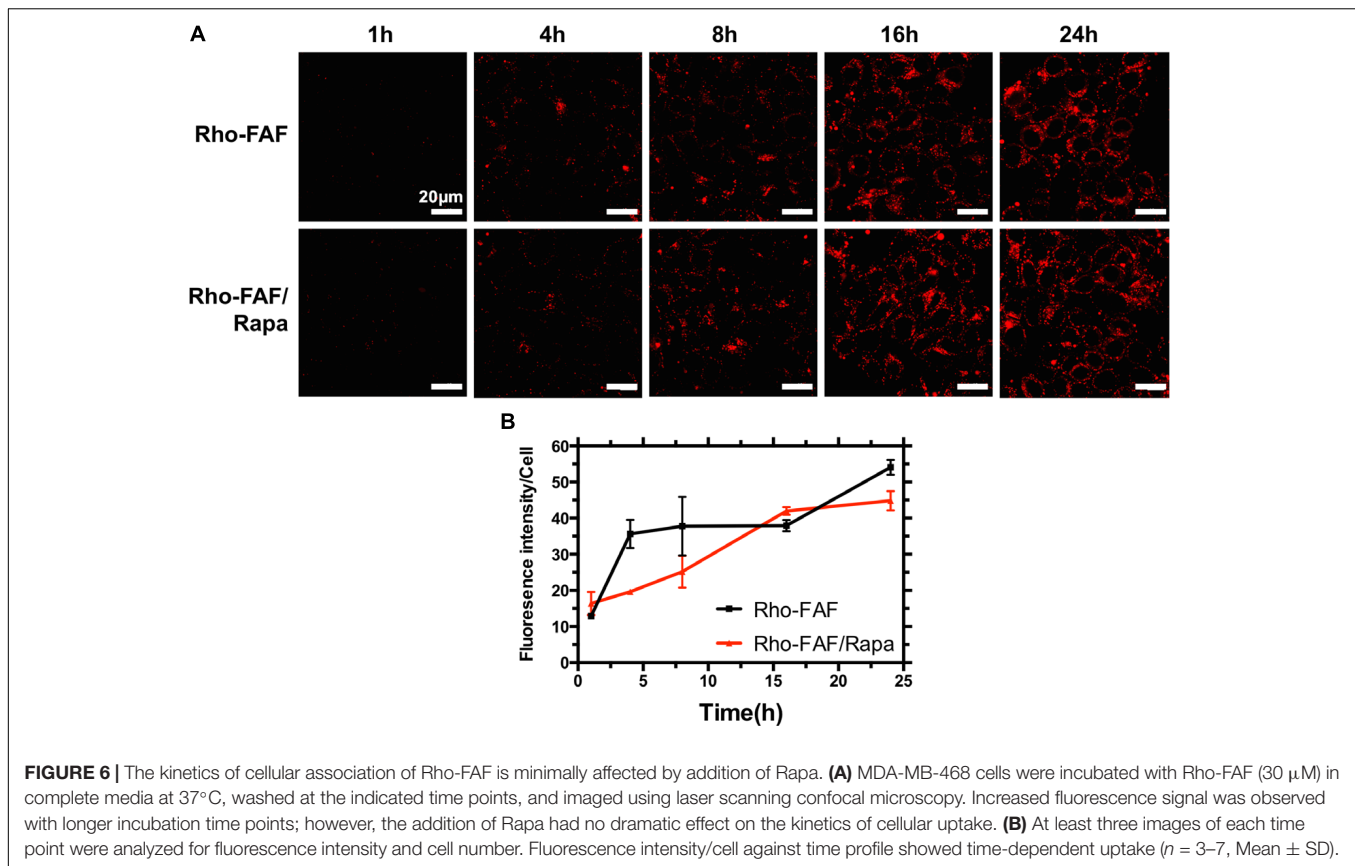 A
1h 4h 8h 16h 24h
Rho-FAF
20μm
Rho-FAF/
Rapa
B
Fluoresence intensity/Cell
60
50
40
30
20
10
0
Rho-FAF
Rho-FAF/Rapa
0 5 10 15 20 25
Time(h)
FIGURE 6 | The kinetics of cellular association of Rho-FAF is minimally affected by addition of Rapa. (A) MDA-MB-468 cells were incubated with Rho-FAF (30 μM) in
complete media at 37°C, washed at the indicated time points, and imaged using laser scanning confocal microscopy. Increased fluorescence signal was observed
with longer incubation time points; however, the addition of Rapa had no dramatic effect on the kinetics of cellular uptake. (B) At least three images of each time
point were analyzed for fluorescence intensity and cell number. Fluorescence intensity/cell against time profile showed time-dependent uptake (n = 3–7, Mean ± SD).